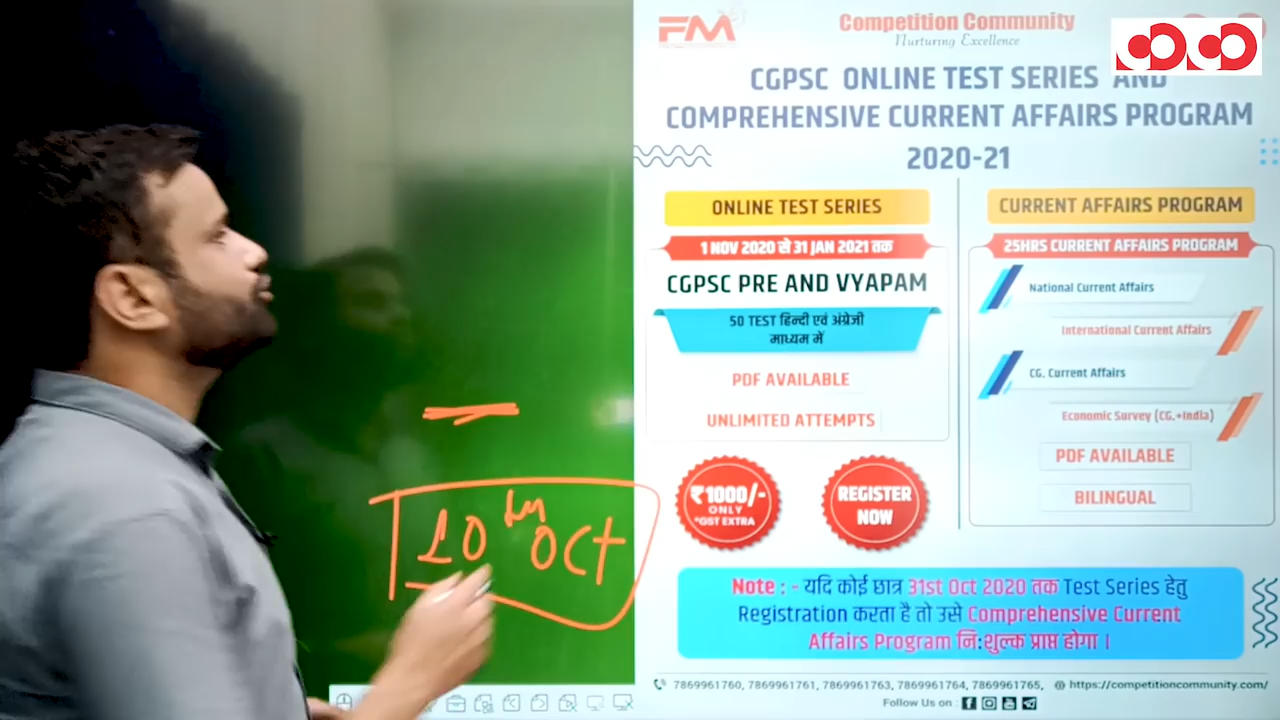 FM
Competition Community
Nurturing Excellence
CGPSC ONLINE TEST SERIES AND
COMPREHENSIVE CURRENT AFFAIRS PROGRAM
2020-21
ONLINE TEST SERIES
1 NOV 2020 से 31 JAN 2021 तक
CGPSC PRE AND VYAPAM
50 TEST हिन्दी एवं अंग्रेजी
माध्यम में
PDF AVAILABLE
UNLIMITED ATTEMPTS
₹1000/-
ONLY
*GST EXTRA
REGISTER
NOW
CURRENT AFFAIRS PROGRAM
25HRS CURRENT AFFAIRS PROGRAM
National Current Affairs
International Current Affairs
CG. Current Affairs
Economic Survey (CG.+India)
PDF AVAILABLE
BILINGUAL
10 Oct
Note : - यदि कोई छात्र 31st Oct 2020 तक Test Series हेतु
Registration करता है तो उसे Comprehensive Current
Affairs Program नि:शुल्क प्राप्त होगा ।
7869961760, 7869961761, 7869961763, 7869961764, 7869961765, https://competitioncommunity.com/
Follow Us on :